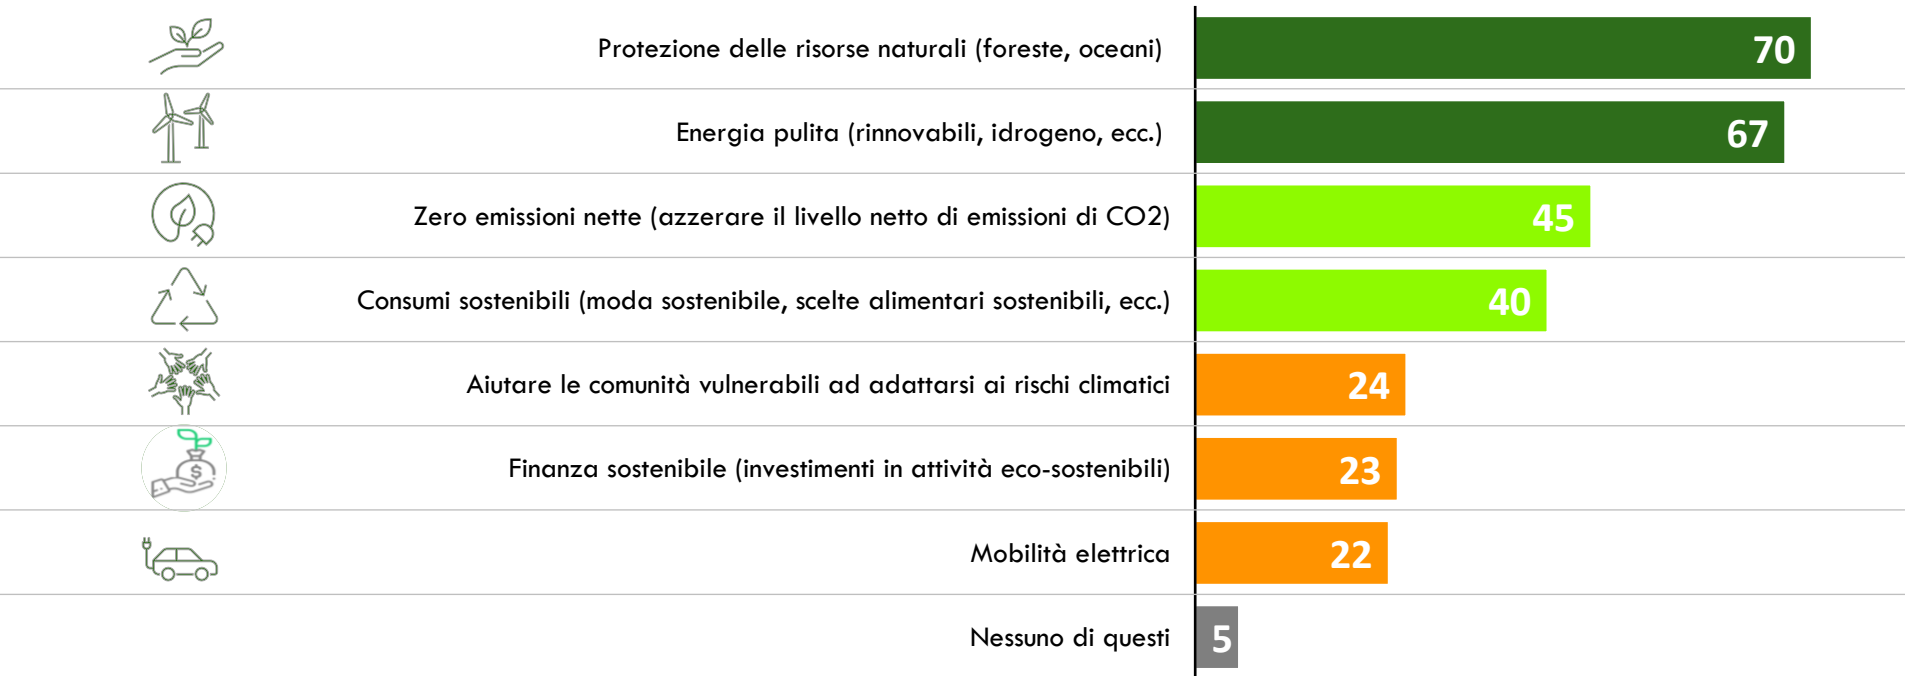 Protezione delle risorse naturali (foreste, oceani) 70
Energia pulita (rinnovabili, idrogeno, ecc.) 67
Zero emissioni nette (azzerare il livello netto di emissioni di CO2) 45
Consumi sostenibili (moda sostenibile, scelte alimentari sostenibili, ecc.) 40
Aiutare le comunità vulnerabili ad adattarsi ai rischi climatici 24
$
Finanza sostenibile (investimenti in attività eco-sostenibili) 23
Mobilità elettrica 22
Nessuno di questi 5